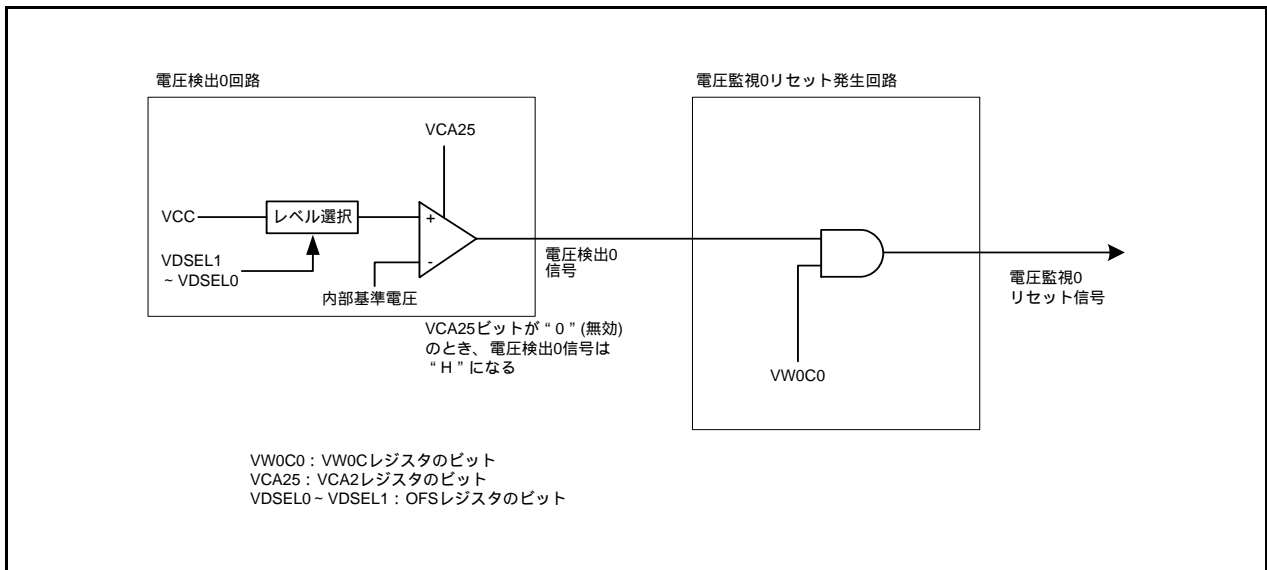 電圧検出0回路
VCA25
VCC
レベル選択
+
VDSEL1
~ VDSEL0
-
内部基準電圧
電圧検出0
信号
VCA25ビットが “ 0 ” (無効)
のとき、電圧検出0信号は
“ H ” になる
電圧監視0リセット発生回路
VW0C0
電圧監視0
リセット信号
VW0C0 : VW0Cレジスタのビット
VCA25 : VCA2レジスタのビット
VDSEL0 ~ VDSEL1 : OFSレジスタのビット